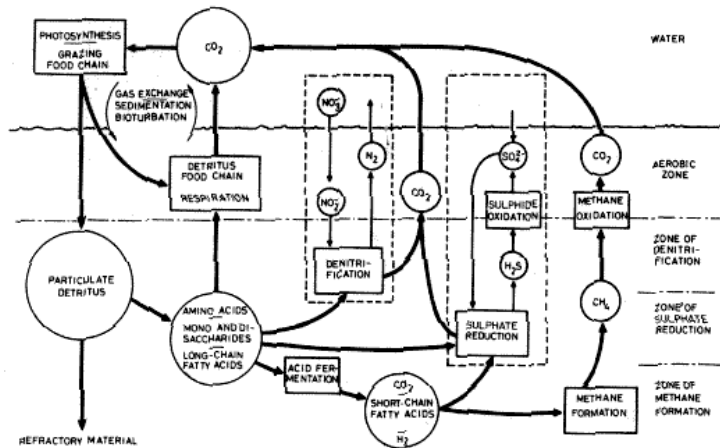 PHOTOSYNTHESIS
GRAZING
FOOD CHAIN
CO2
WATER
(GAS EXCHANGE
SEDIMENTATION
BIOTURBATION)
NO3-
N2
SO4 2-
CO2
CO2
AEROBIC
ZONE
DETRITUS
FOOD CHAIN
RESPIRATION
NO2-
SULPHIDE
OXIDATION
METHANE
OXIDATION
DENITRI-
FICATION
H2S
ZONE OF
DENITRI-
FICATION
PARTICULATE
DETRITUS
AMINO ACIDS
MONO AND DI-
SACCHARIDES
LONG-CHAIN
FATTY ACIDS
SULPHATE
REDUCTION
CH4
ZONE OF
SULPHATE
REDUCTION
ACID FER-
MENTATION
CO2
SHORT-CHAIN
FATTY ACIDS
H2
METHANE
FORMATION
ZONE OF
METHANE
FORMATION
REFRACTORY MATERIAL